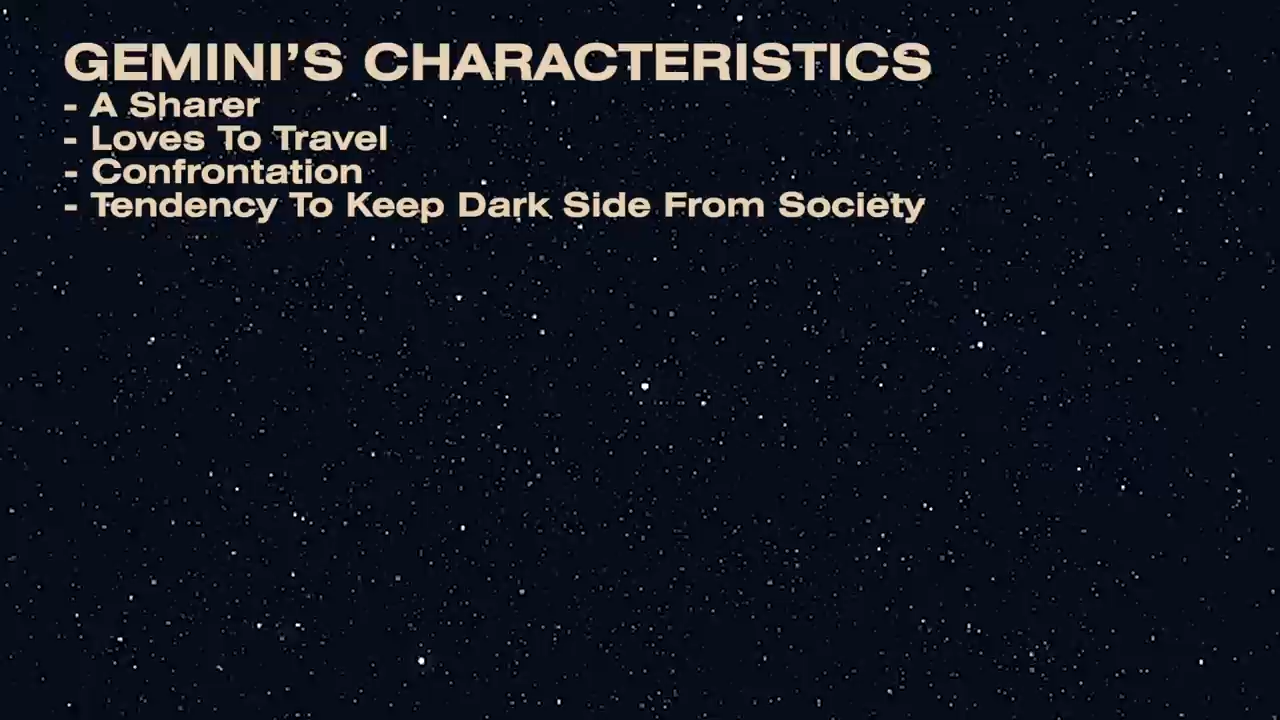 GEMINI’S CHARACTERISTICS
- A Sharer
- Loves To Travel
- Confrontation
- Tendency To Keep Dark Side From Society